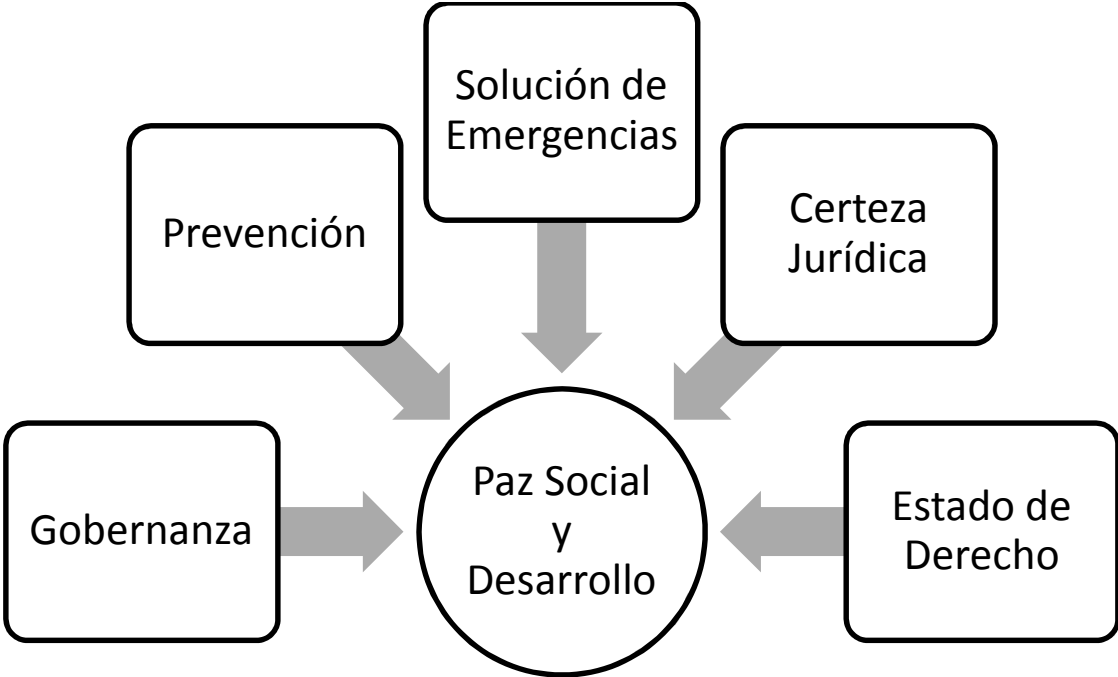 Solución de
Emergencias
Prevención
Certeza
Jurídica
Gobernanza
Paz Social
y
Desarrollo
Estado de
Derecho